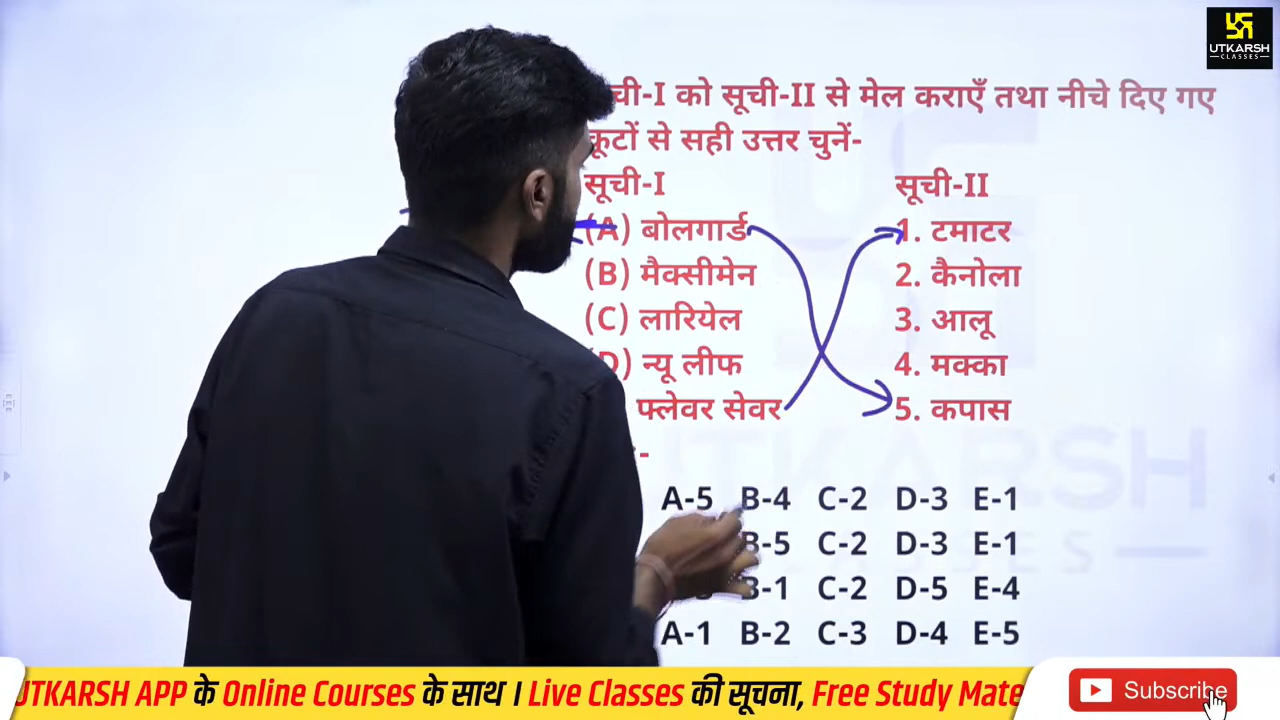 UTKARSH
CLASSES
ची-I को सूची-II से मेल कराएँ तथा नीचे दिए गए
कूटों से सही उत्तर चुनें-
सूची-I सूची-II
(A) बोलगार्ड 1. टमाटर
(B) मैक्सीमेन 2. कैनोला
(C) लारियेल 3. आलू
D) न्यू लीफ 4. मक्का
फ्लेवर सेवर 5. कपास
A-5 B-4 C-2 D-3 E-1
B-5 C-2 D-3 E-1
B-1 C-2 D-5 E-4
A-1 B-2 C-3 D-4 E-5
UTKARSH APP के Online Courses के साथ । Live Classes की सूचना, Free Study Mate
Subscribe